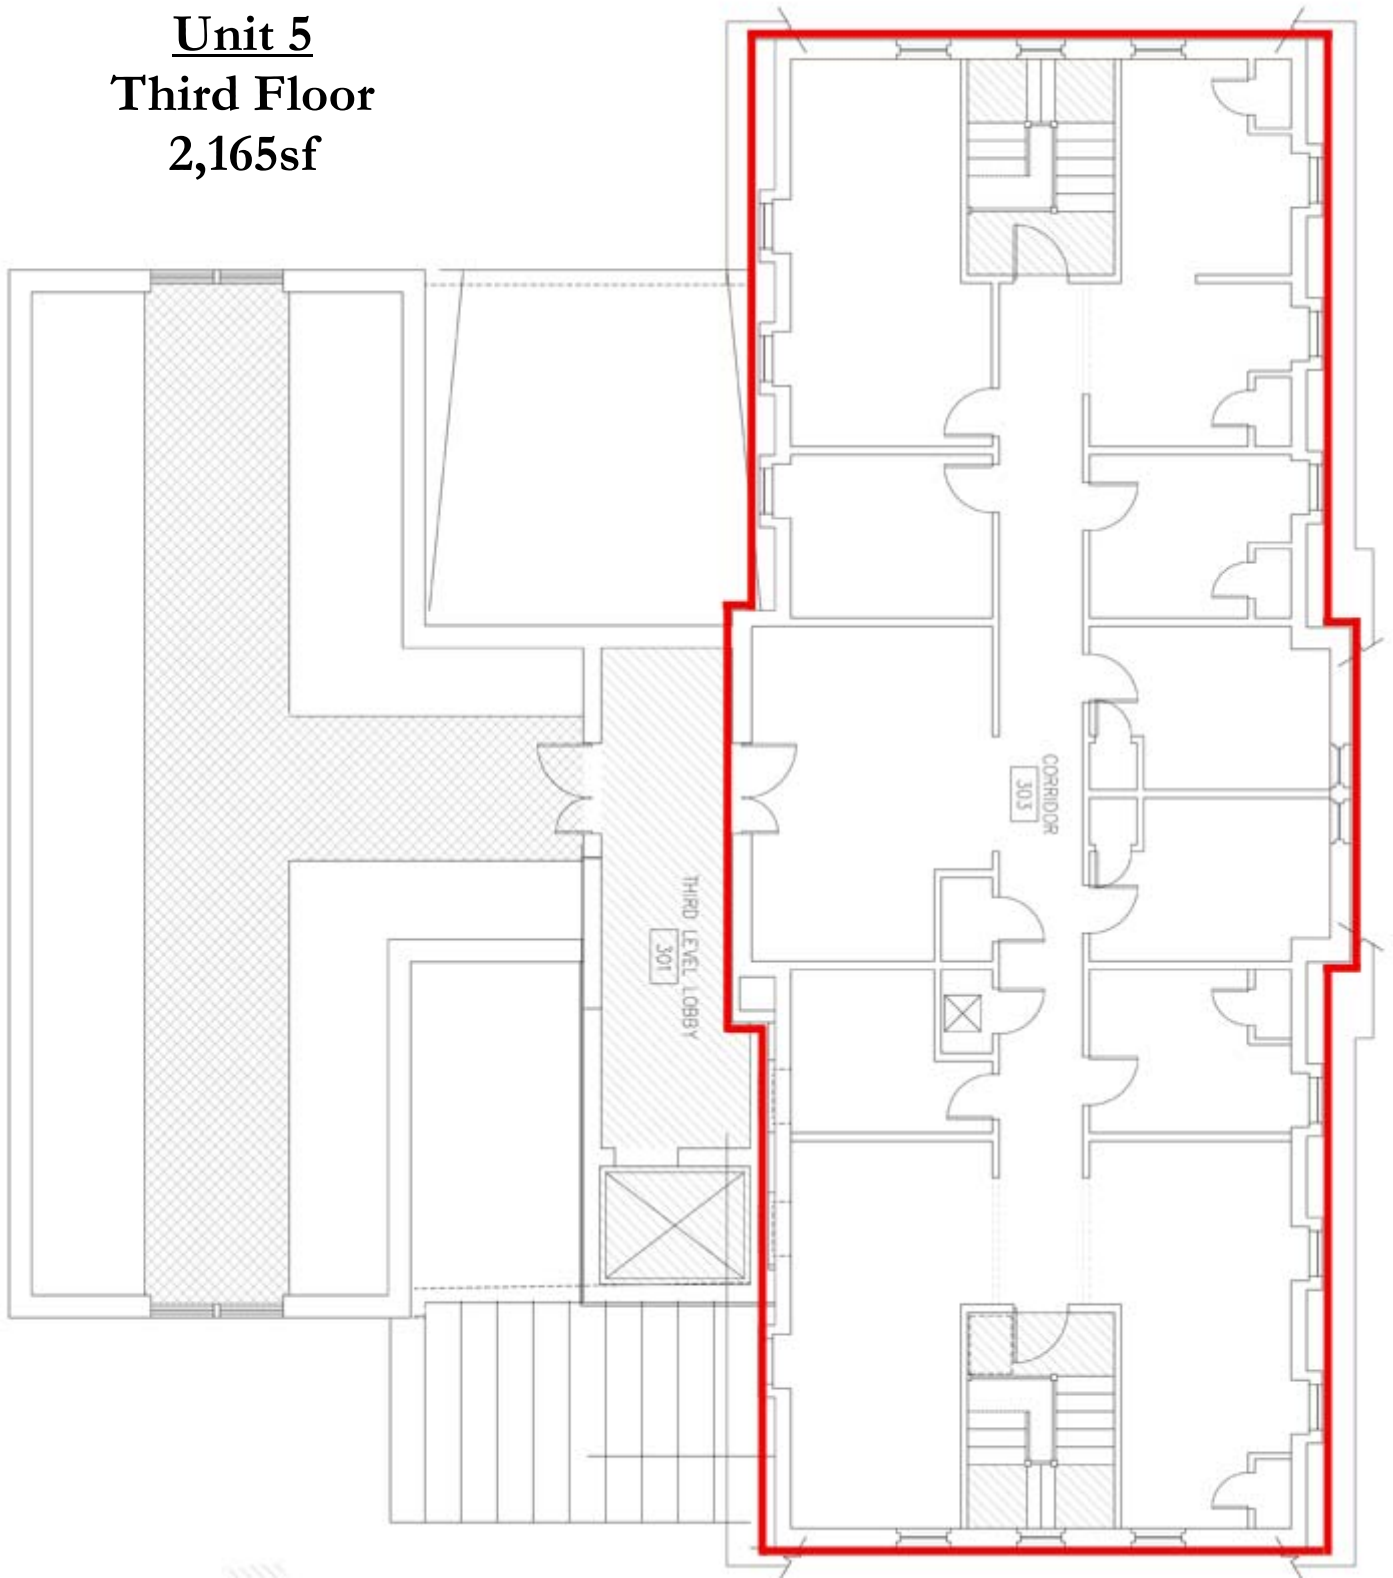 Unit 5
Third Floor
2,165sf
CORRIDOR
303
THIRD LEVEL LOBBY
301